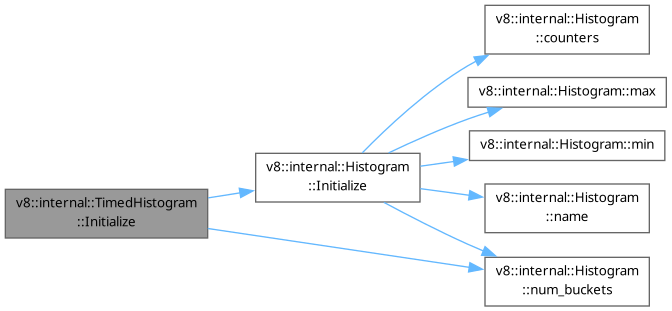 v8::internal::TimedHistogram
::Initialize
v8::internal::Histogram
::Initialize
v8::internal::Histogram
::counters
v8::internal::Histogram::max
v8::internal::Histogram::min
v8::internal::Histogram
::name
v8::internal::Histogram
::num_buckets